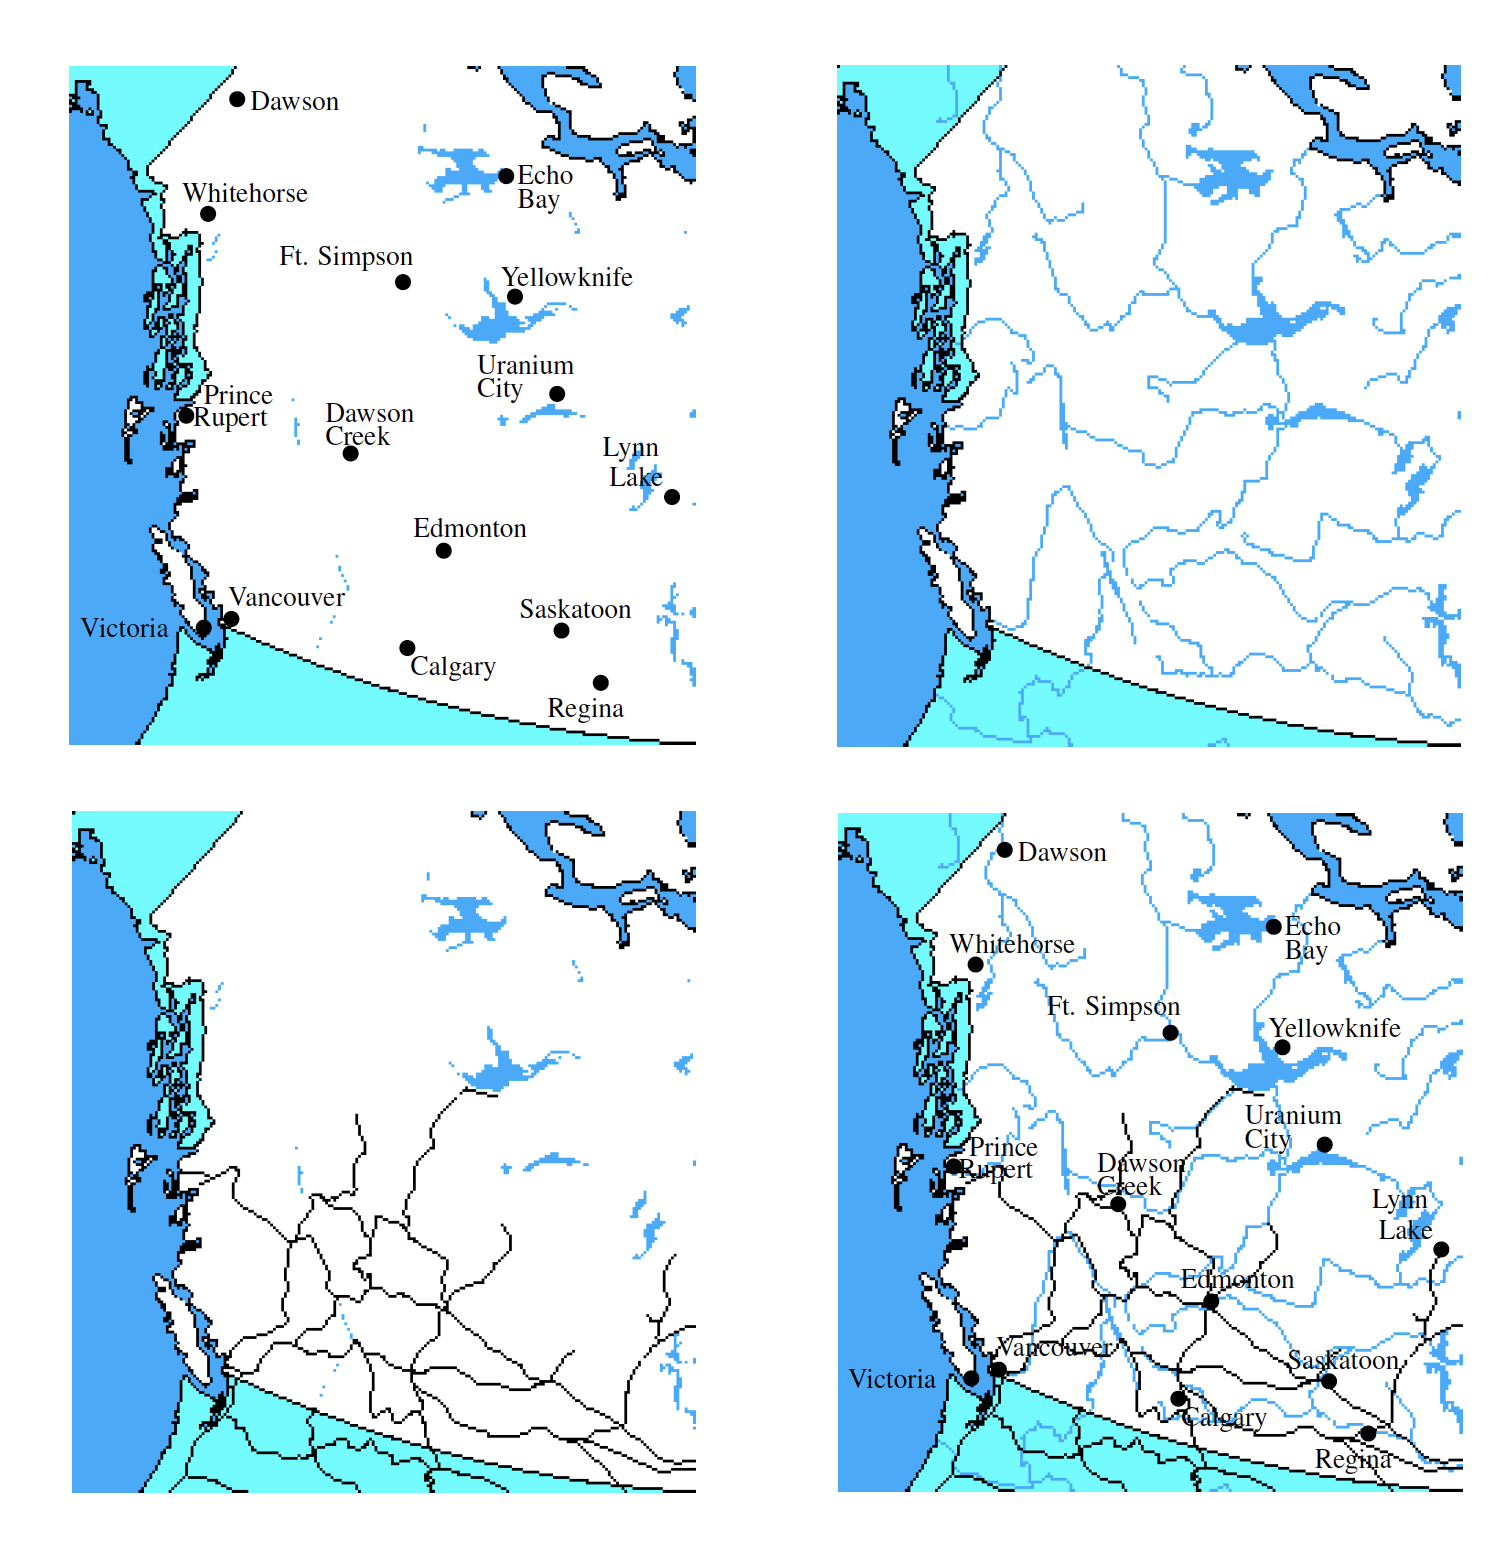 Dawson
Echo
Bay
Whitehorse
Ft. Simpson
Yellowknife
Uranium
City
Prince
Rupert
Dawson
Creek
Lynn
Lake
Edmonton
Vancouver
Victoria
Saskatoon
Calgary
Regina
Dawson
Echo
Bay
Whitehorse
Ft. Simpson
Yellowknife
Uranium
City
Prince
Rupert
Dawson
Creek
Lynn
Lake
Edmonton
Vancouver
Victoria
Saskatoon
Calgary
Regina